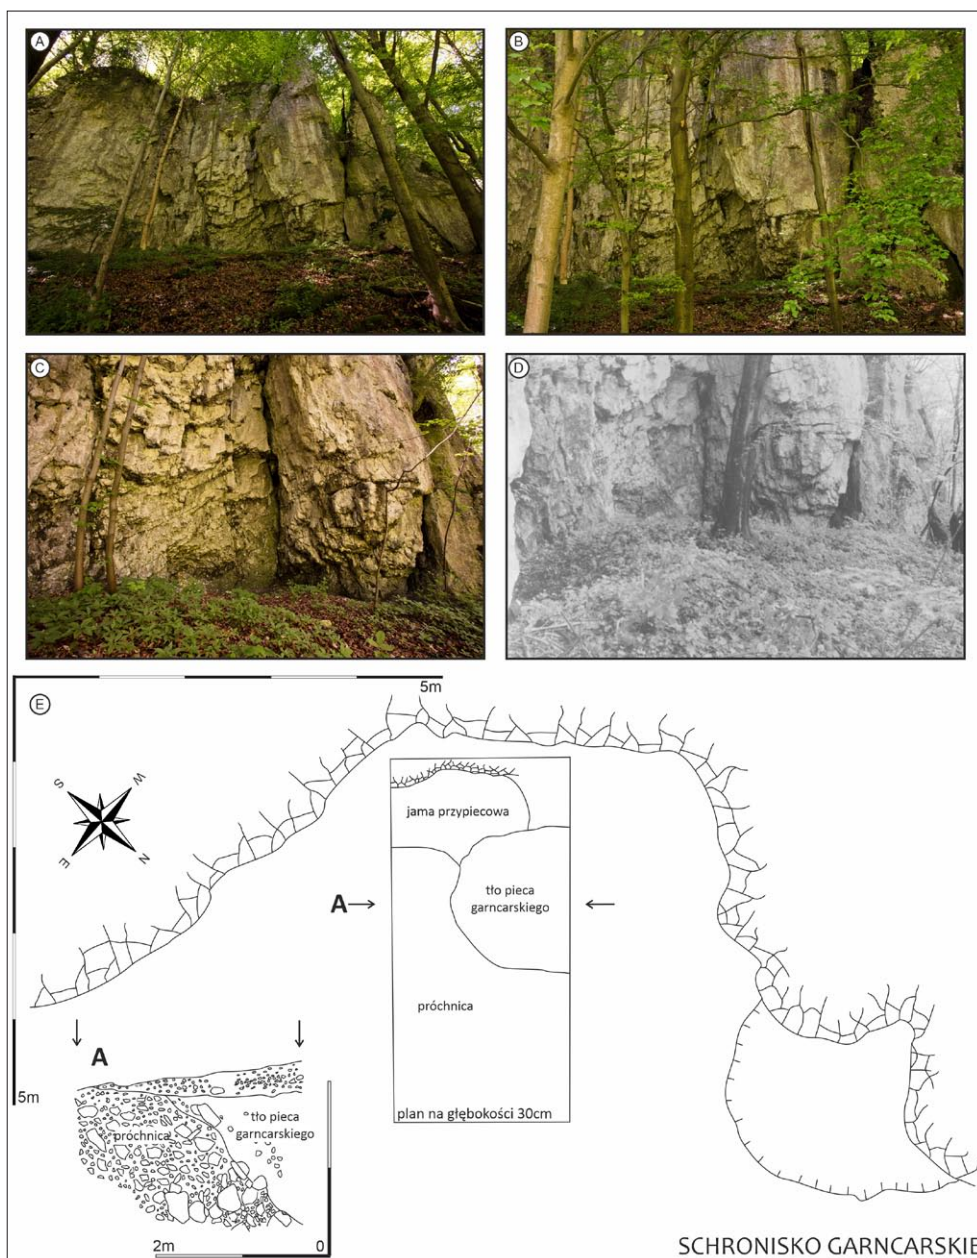 A
B
C
D
E
5m
S
W
E
N
jama przypiecowa
A
tło pieca
garncarskiego
próchnica
plan na głębokości 30cm
5m
A
próchnica
tło pieca
garncarskiego
2m
0
SCHRONISKO GARNCARSKIE